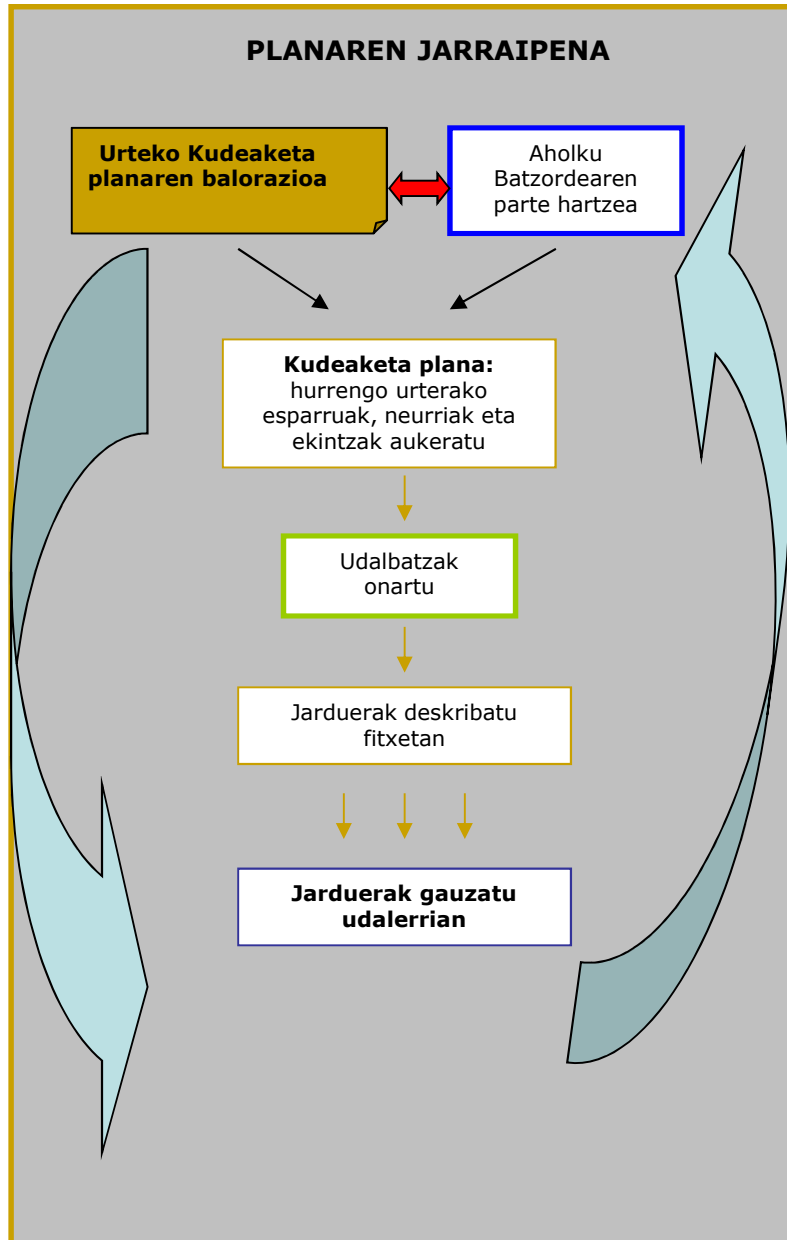 PLANAREN JARRAIPENA
Urteko Kudeaketa
planaren balorazioa
Aholku
Batzordearen
parte hartzea
Kudeaketa plana:
hurrengo urterako
esparruak, neurriak eta
ekintzak aukeratu
Udalbatzak
onartu
Jarduerak deskribatu
fitxetan
Jarduerak gauzatu
udalerrian